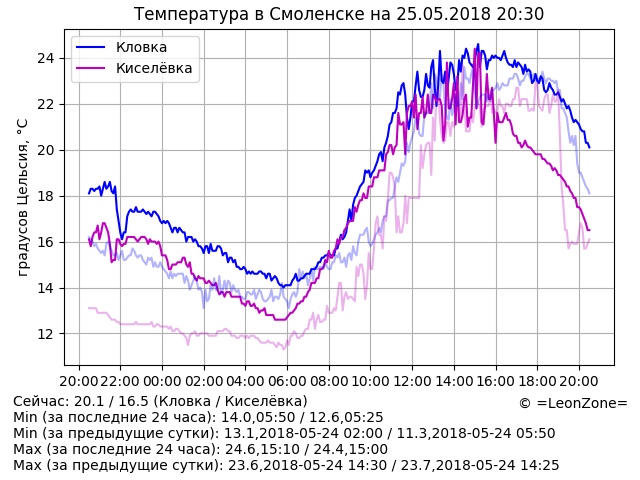 Температура в Смоленске на 25.05.2018 20:30
Кловка
Киселёвка
градусов Цельсия, °C
24
22
20
18
16
14
12
20:00 22:00 00:00 02:00 04:00 06:00 08:00 10:00 12:00 14:00 16:00 18:00 20:00
Сейчас: 20.1 / 16.5 (Кловка / Киселёвка)
© =LeonZone=
Min (за последние 24 часа): 14.0,05:50 / 12.6,05:25
Min (за предыдущие сутки): 13.1,2018-05-24 02:00 / 11.3,2018-05-24 05:50
Max (за последние 24 часа): 24.6,15:10 / 24.4,15:00
Max (за предыдущие сутки): 23.6,2018-05-24 14:30 / 23.7,2018-05-24 14:25